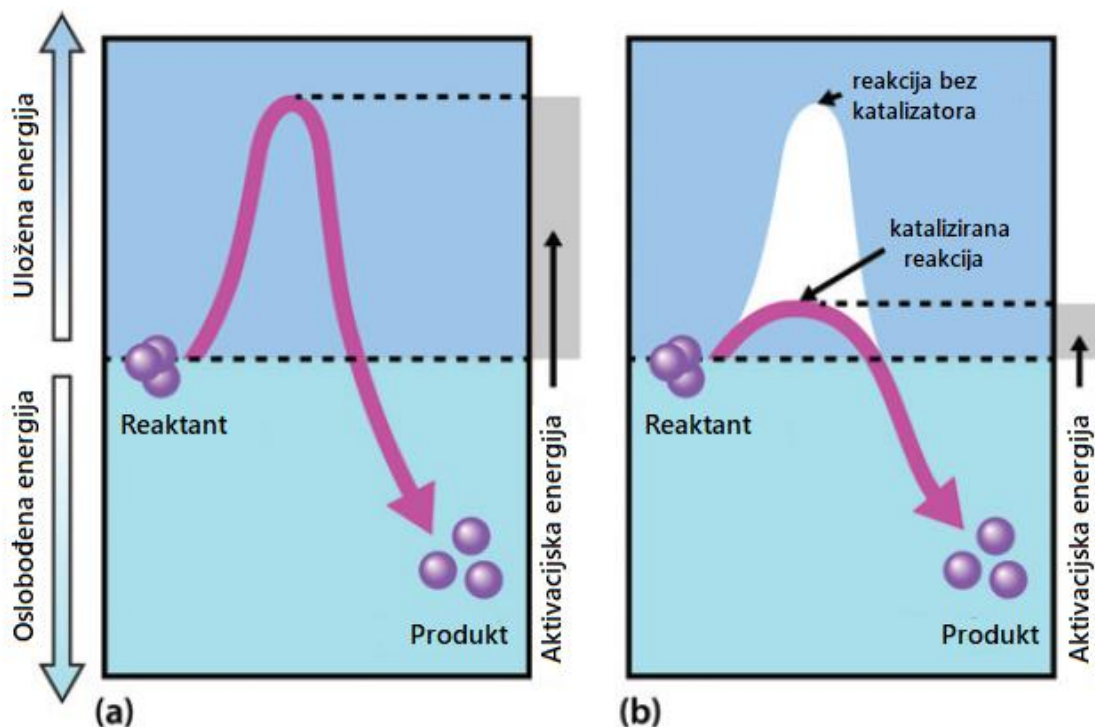 Uložena energija
Oslobođena energija
Reaktant
Produkt
Aktivacijska energija
(a)
reakcija bez
katalizatora
katalizirana
reakcija
Reaktant
Produkt
Aktivacijska energija
(b)